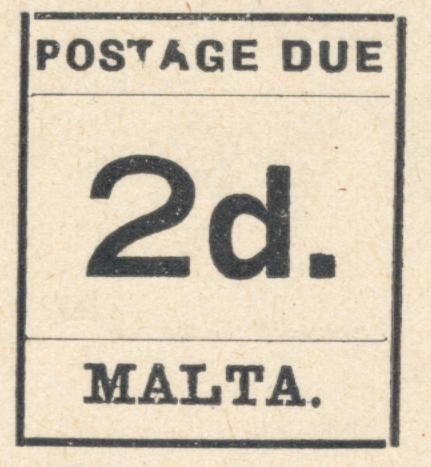 POSTAGE DUE
2d.
MALTA.